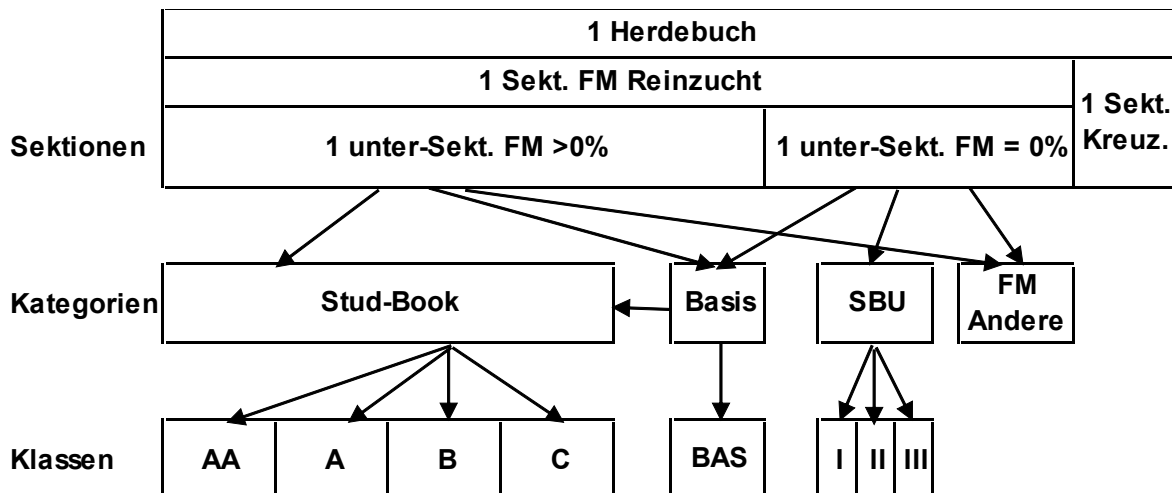 1 Herdebuch
1 Sekt. FM Reinzucht
1 Sekt.
Kreuz.
Sektionen
1 unter-Sekt. FM >0%
1 unter-Sekt. FM = 0%
Kategorien
Stud-Book
Basis
SBU
FM
Andere
Klassen
AA
A
B
C
BAS
I
II
III